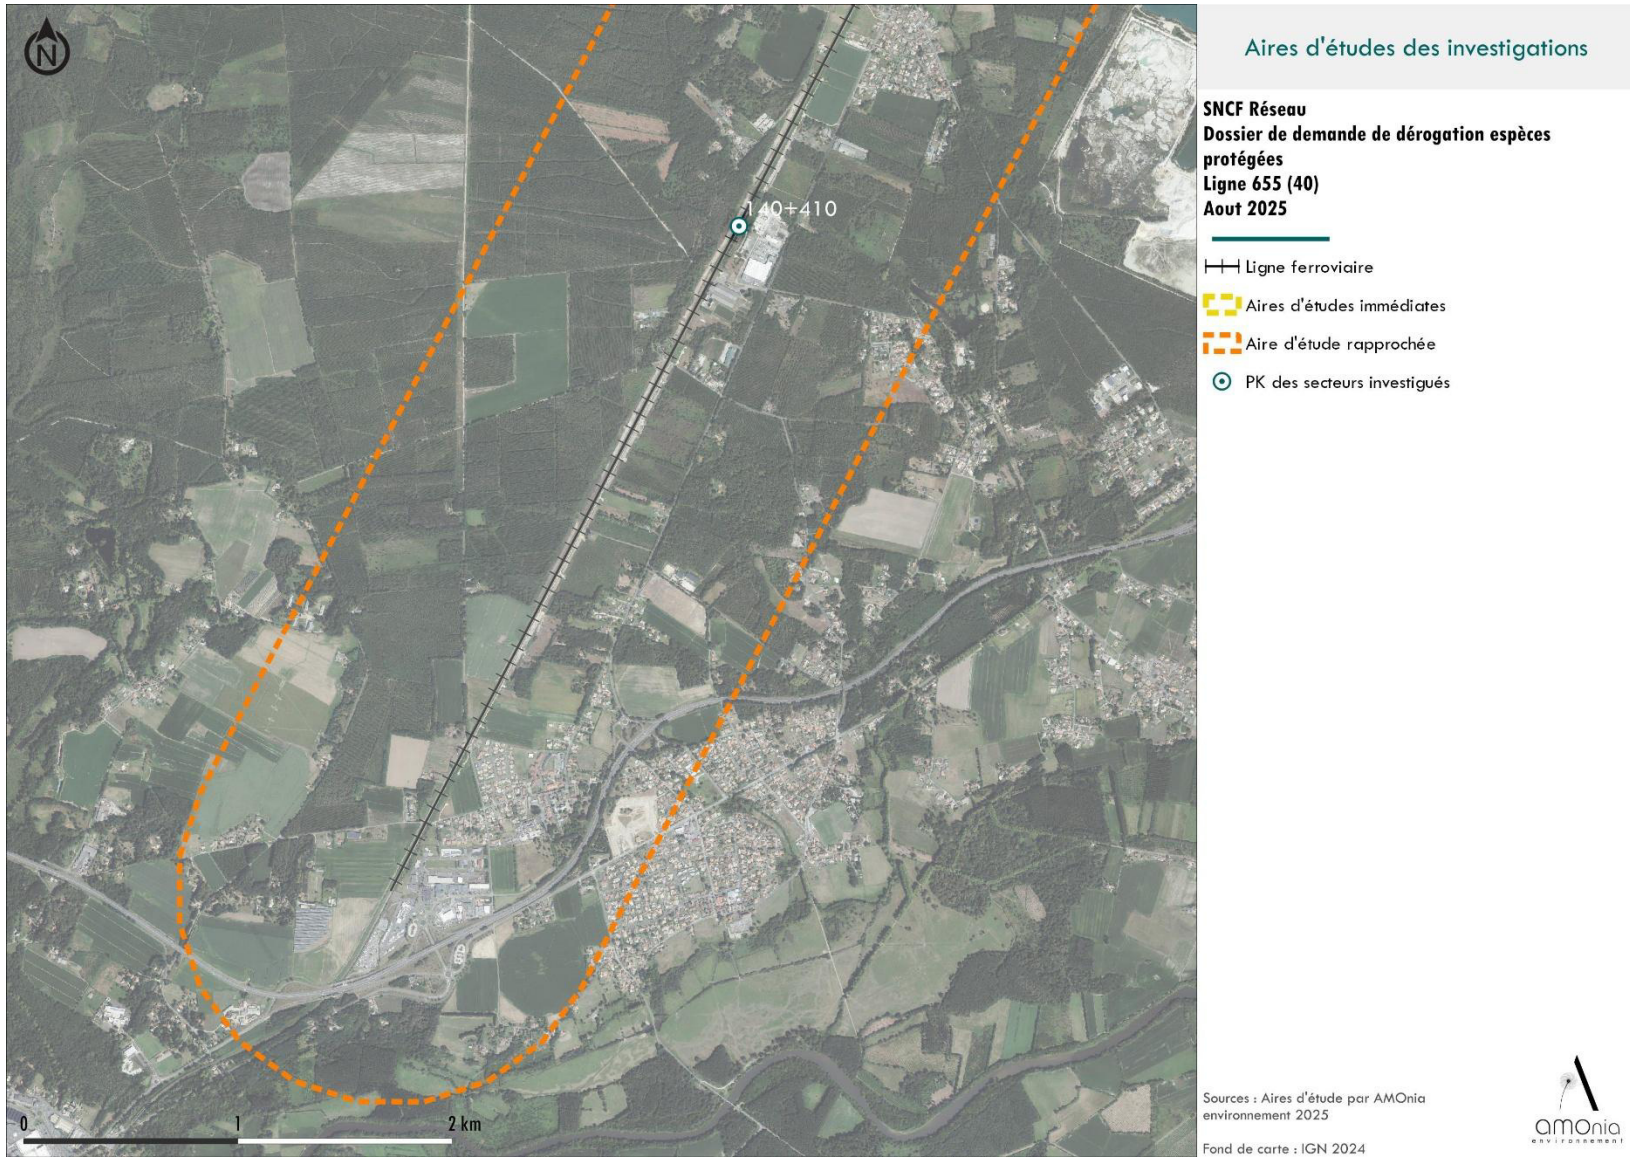 N
140+410
0
1
2 km
Aires d'études des investigations
SNCF Réseau
Dossier de demande de dérogation espèces
protégées
Ligne 655 (40)
Aout 2025
Ligne ferroviaire
Aires d'études immédiates
Aire d'étude rapprochée
PK des secteurs investigués
Sources : Aires d'étude par AMOnia
environnement 2025
Fond de carte : IGN 2024
amonia
environnement